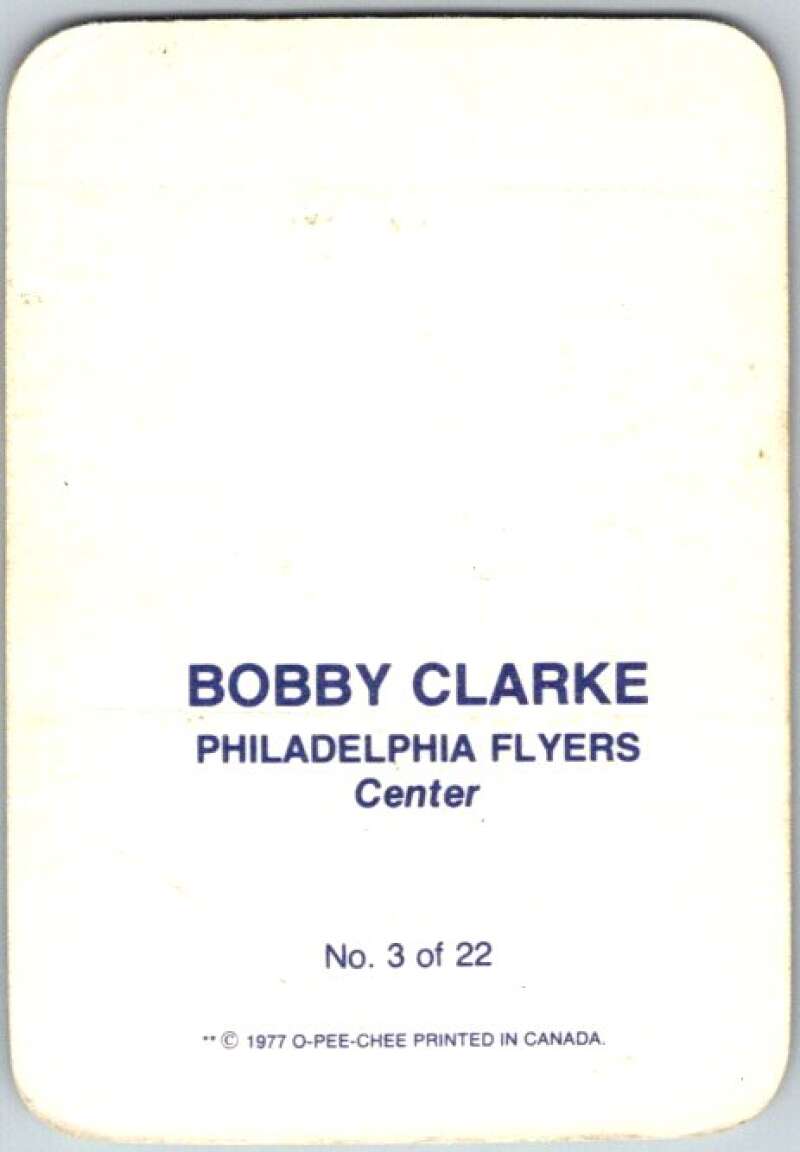 BOBBY CLARKE
PHILADELPHIA FLYERS
Center
No. 3 of 22
** © 1977 O-PEE-CHEE PRINTED IN CANADA.